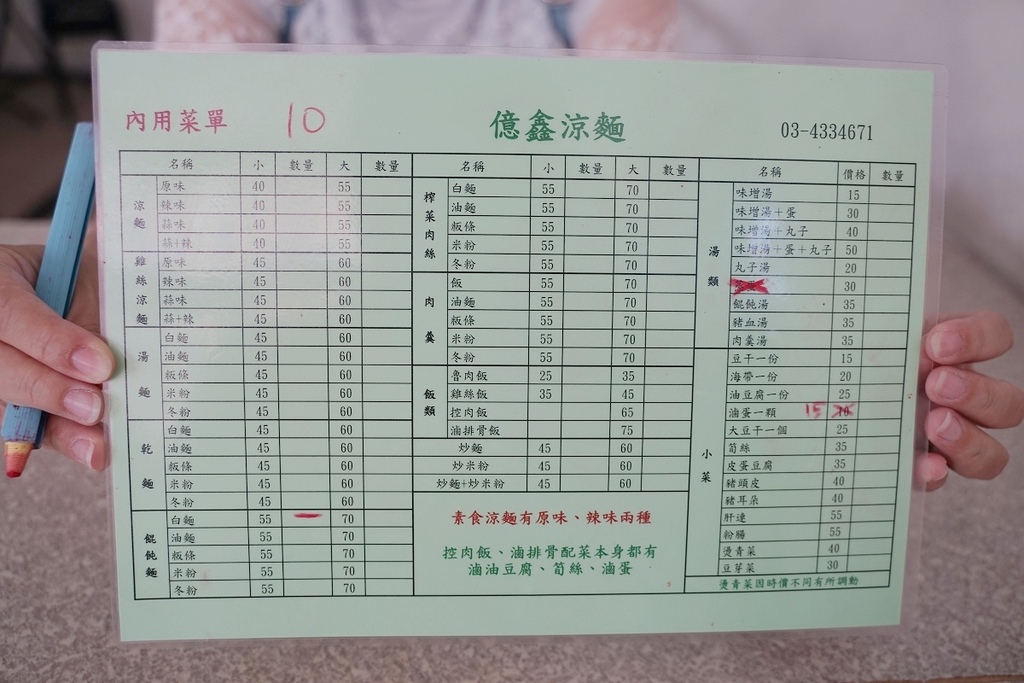 內用菜單 10 億鑫涼麵 03-4334671
名稱 小 數量 大 數量
涼麵
原味 40 55
辣味 40 55
蒜味 40 55
蒜+辣 40 55
雞絲涼麵
原味 45 60
辣味 45 60
蒜味 45 60
蒜+辣 45 60
湯麵
白麵 45 60
油麵 45 60
粄條 45 60
米粉 45 60
冬粉 45 60
乾麵
白麵 45 60
油麵 45 60
粄條 45 60
米粉 45 60
冬粉 45 60
餛飩麵
白麵 55 70
油麵 55 70
粄條 55 70
米粉 55 70
冬粉 55 70
名稱 小 數量 大 數量
榨菜肉絲
白麵 55 70
油麵 55 70
粄條 55 70
米粉 55 70
冬粉 55 70
肉羹
飯 55 70
油麵 55 70
粄條 55 70
米粉 55 70
冬粉 55 70
飯類
魯肉飯 25 35
雞絲飯 35 45
控肉飯 65
滷排骨飯 75
炒麵 45 60
炒米粉 45 60
炒麵+炒米粉 45 60
素食涼麵有原味、辣味兩種
控肉飯、滷排骨配菜本身都有
滷油豆腐、筍絲、滷蛋
名稱 價格 數量
湯類
味增湯 15
味增湯+蛋 30
味增湯+丸子 40
味增湯+蛋+丸子 50
丸子湯 20
30
餛飩湯 35
豬血湯 35
肉羹湯 35
小菜
豆干一份 15
海帶一份 20
油豆腐一份 25
滷蛋一顆 15 10
大豆干一個 25
筍絲 35
皮蛋豆腐 35
豬頭皮 40
豬耳朵 40
肝連 55
粉腸 55
燙青菜 40
豆芽菜 30
燙青菜因時價不同有所調動